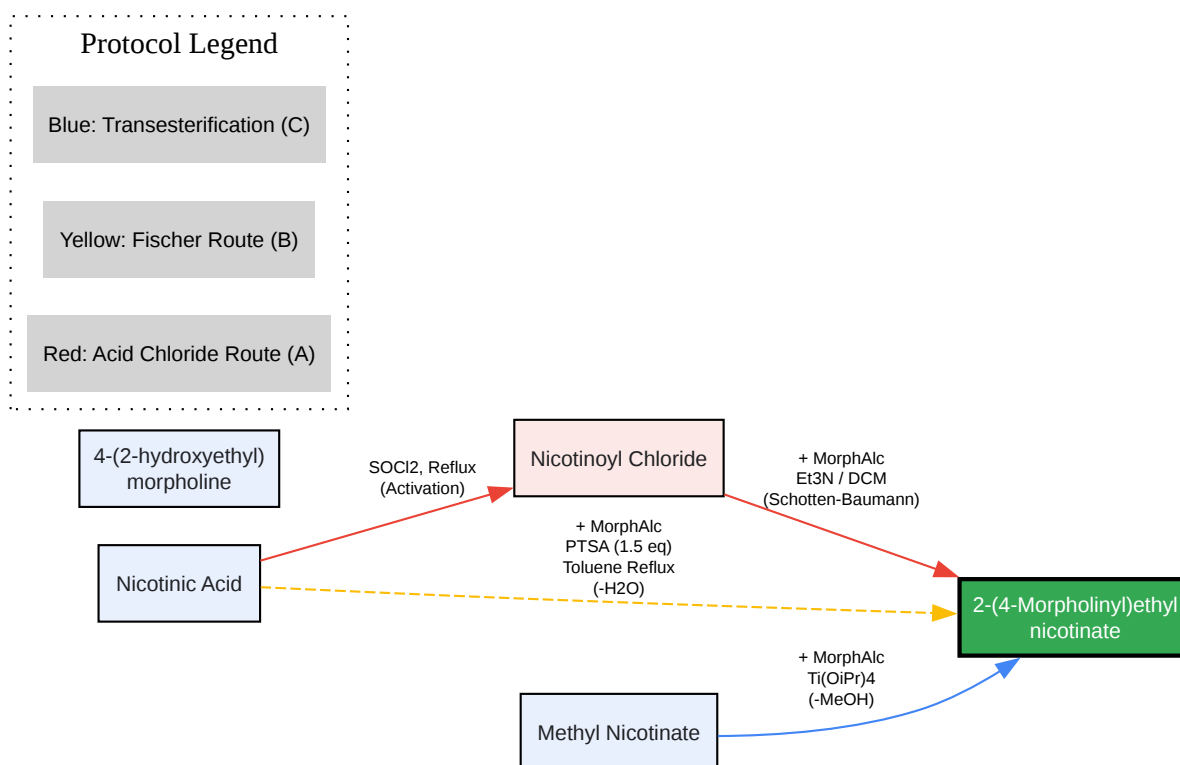 Protocol Legend
Blue: Transesterification (C)
Yellow: Fischer Route (B)
Red: Acid Chloride Route (A)
4-(2-hydroxyethyl)
morpholine
Nicotinic Acid
SOCl2, Reflux
(Activation)
Nicotinoyl Chloride
+ MorphAlc
Et3N / DCM
(Schotten-Baumann)
+ MorphAlc
PTSA (1.5 eq)
Toluene Reflux
(-H2O)
2-(4-Morpholinyl)ethyl
nicotinate
+ MorphAlc
Ti(OiPr)4
(-MeOH)
Methyl Nicotinate